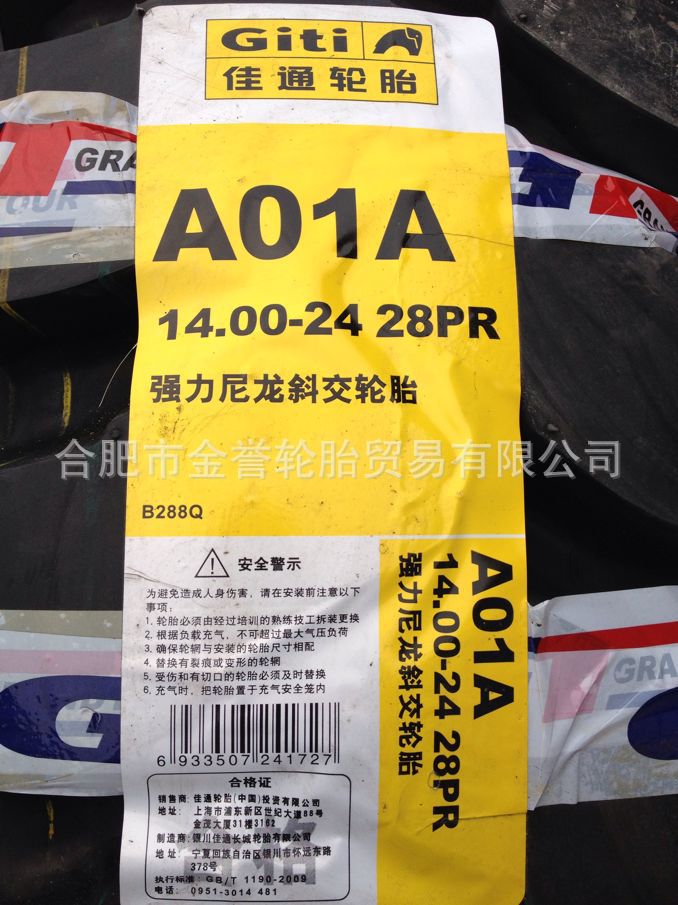 Giti
佳通轮胎
GRA
TOUR
GRAN
A01A
14.00-24 28PR
强力尼龙斜交轮胎
合肥市金誉轮胎贸易有限公司
B288Q
安全警示
为避免造成人身伤害，请在安装前注意以下
事项：
1. 轮胎必须由经过培训的熟练技工拆装更换
2. 根据负载充气，不可超过最大气压负荷
3. 确保轮辋与安装的轮胎尺寸相配
4. 替换有裂痕或变形的轮辋
5. 受伤和有切口的轮胎必须及时替换
6. 充气时，把轮胎置于充气安全笼内
A01A
14.00-24 28PR
强力尼龙斜交轮胎
GRA
6 933507 241727
合格证
销售商：佳通轮胎(中国)投资有限公司
地址：上海市浦东新区世纪大道88号
金茂大厦31楼3162
制造商：银川佳通长城轮胎有限公司
地址：宁夏回族自治区银川市怀远东路
378号
执行标准：GB/T 1190-2009
电话：0951-3014 481